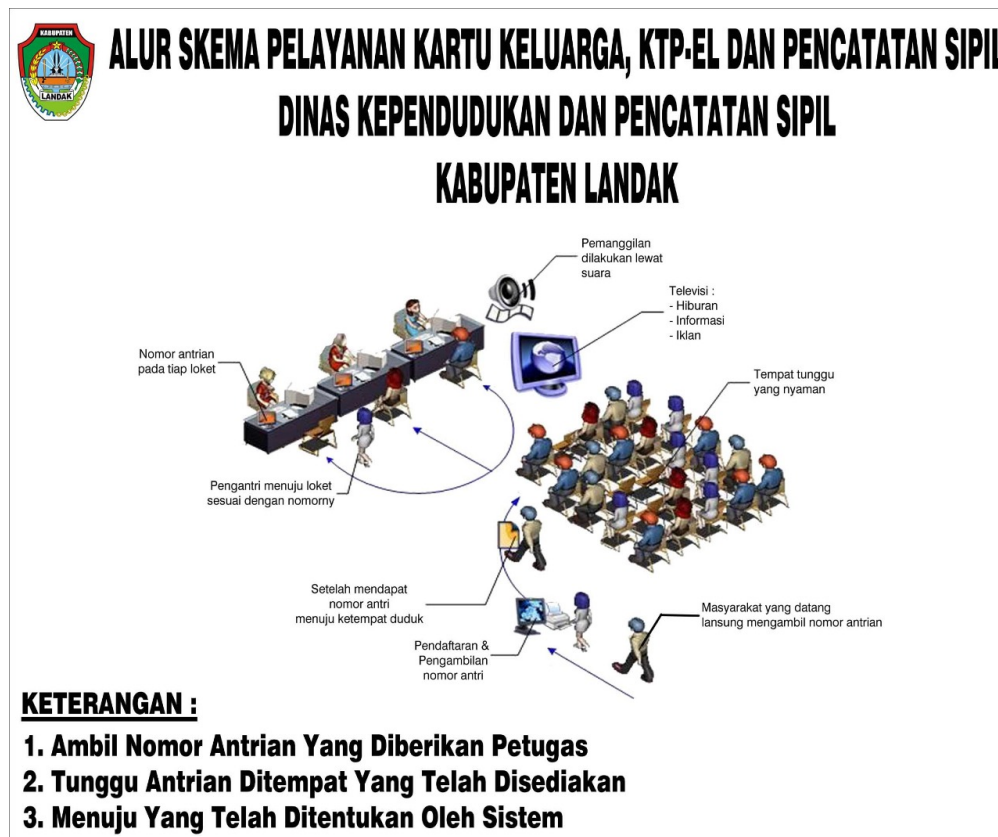 KABUPATEN
LANDAK
ALUR SKEMA PELAYANAN KARTU KELUARGA, KTP-EL DAN PENCATATAN SIPIL
DINAS KEPENDUDUKAN DAN PENCATATAN SIPIL
KABUPATEN LANDAK
Pemanggilan
dilakukan lewat
suara
Televisi :
- Hiburan
- Informasi
- Iklan
Nomor antrian
pada tiap loket
Tempat tunggu
yang nyaman
Pengantri menuju loket
sesuai dengan nomorny
Setelah mendapat
nomor antri
menuju ketempat duduk
Masyarakat yang datang
lansung mengambil nomor antrian
Pendaftaran &
Pengambilan
nomor antri
KETERANGAN :
1. Ambil Nomor Antrian Yang Diberikan Petugas
2. Tunggu Antrian Ditempat Yang Telah Disediakan
3. Menuju Yang Telah Ditentukan Oleh Sistem